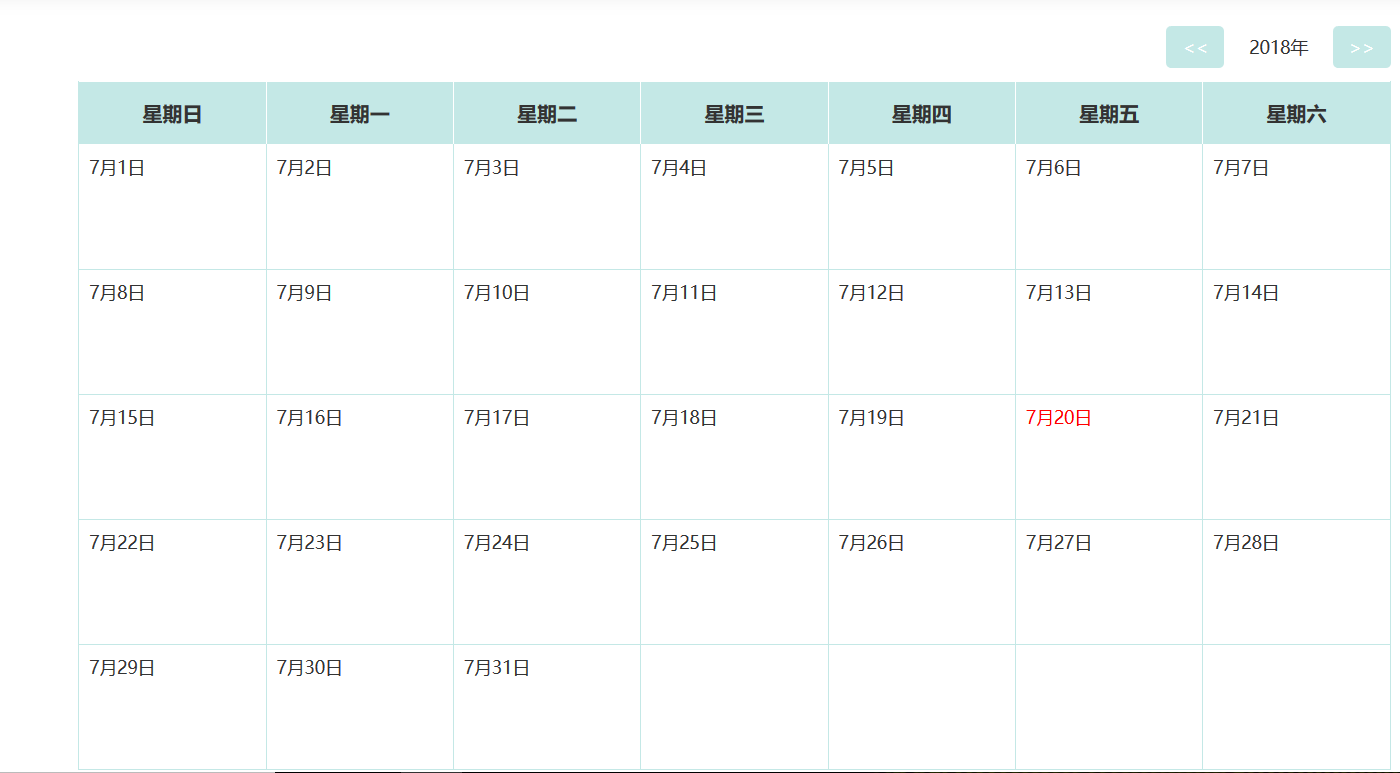 << 2018年 >>
星期日 星期一 星期二 星期三 星期四 星期五 星期六
7月1日 7月2日 7月3日 7月4日 7月5日 7月6日 7月7日
7月8日 7月9日 7月10日 7月11日 7月12日 7月13日 7月14日
7月15日 7月16日 7月17日 7月18日 7月19日 7月20日 7月21日
7月22日 7月23日 7月24日 7月25日 7月26日 7月27日 7月28日
7月29日 7月30日 7月31日